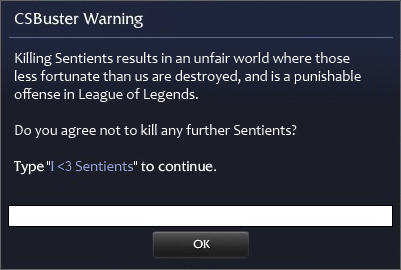 CSBuster Warning
Killing Sentients results in an unfair world where those
less fortunate than us are destroyed, and is a punishable
offense in League of Legends.
Do you agree not to kill any further Sentients?
Type "I <3 Sentients" to continue.
OK